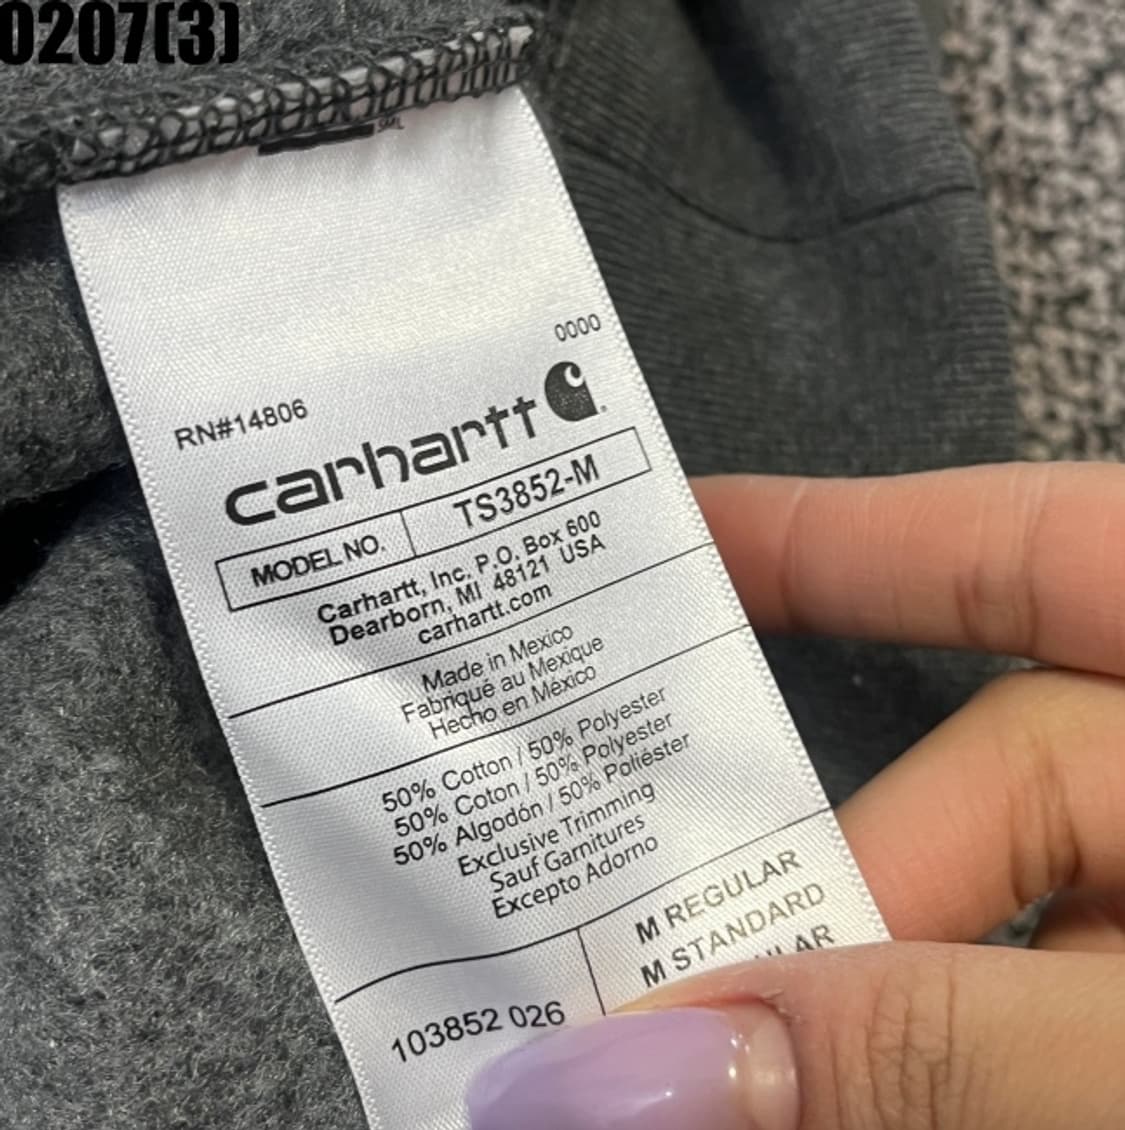 0207(3)
SML
0000
RN#14806
carhartt
MODEL NO. TS3852-M
Carhartt, Inc. P.O. Box 600
Dearborn, MI 48121 USA
carhartt.com
Made in Mexico
Fabriqué au Mexique
Hecho en México
50% Cotton / 50% Polyester
50% Coton / 50% Polyester
50% Algodón / 50% Poliéster
Exclusive Trimming
Sauf Garnitures
Excepto Adorno
M REGULAR
M STANDARD
103852 026